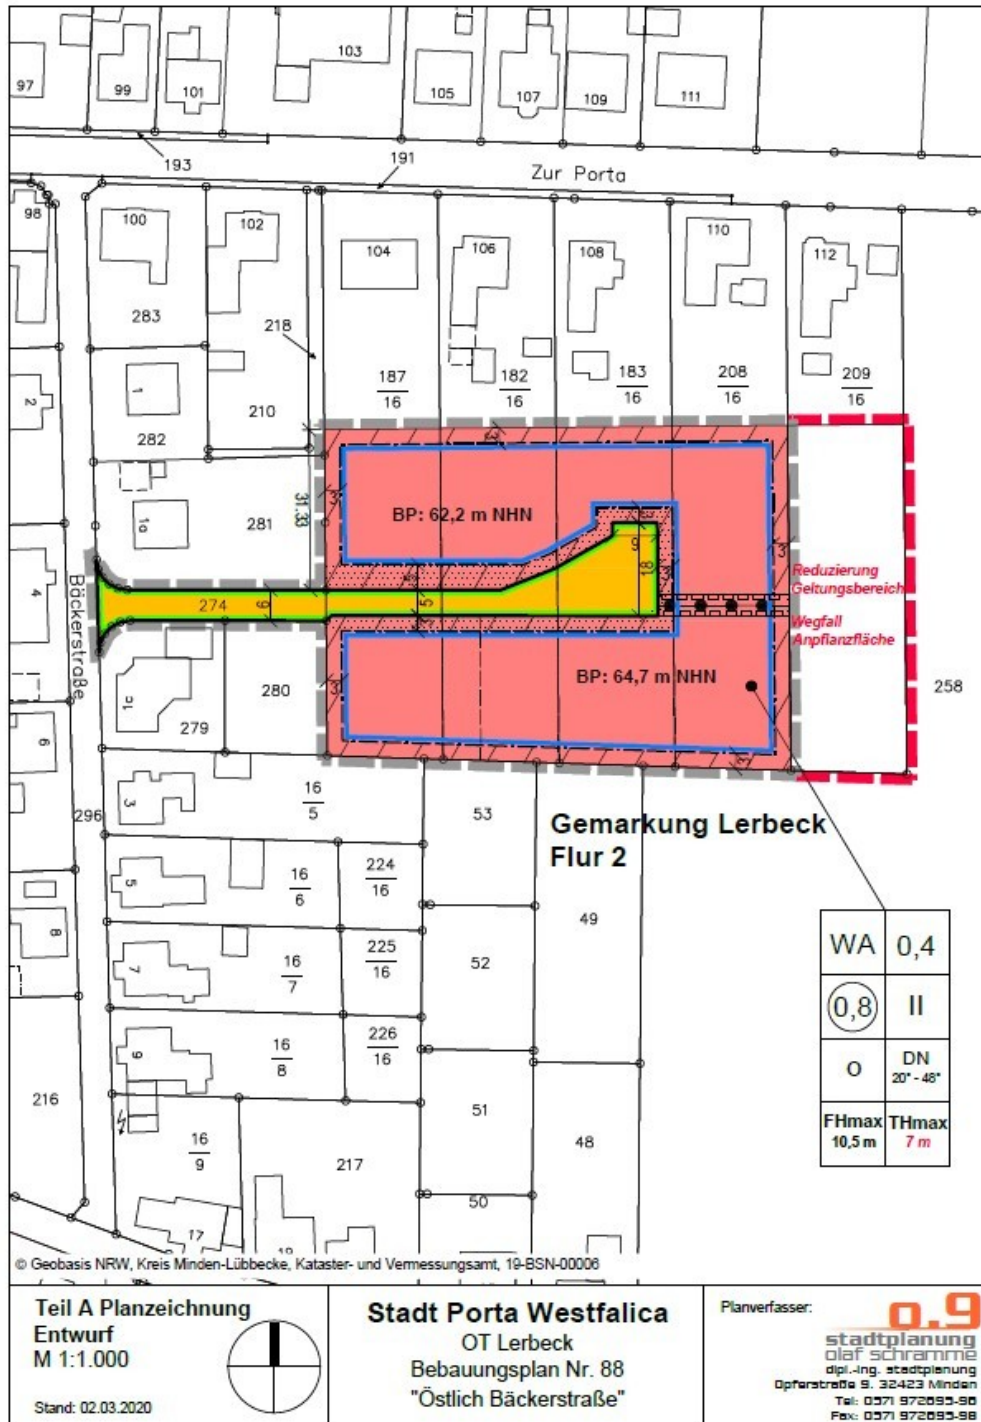 97
99
101
103
105
107
109
111
193
191
Zur Porta
98
100
102
104
106
108
110
112
283
218
210
187
16
182
16
183
16
208
16
209
16
2
1
282
281
1a
31.33
3
3
BP: 62,2 m NHN
3
9
18
3
3
3
5
3
6
274
4
Bäckerstraße
Reduzierung
Geltungsbereich
Wegfall
Anpflanzfläche
BP: 64,7 m NHN
258
280
279
1c
3
3
6
296
3
16
5
53
Gemarkung Lerbeck
Flur 2
5
16
6
224
16
49
8
7
16
7
225
16
52
WA
0,4
0,8
II
o
DN
20° - 48°
FHmax
10,5 m
THmax
7 m
9
16
8
226
16
216
51
48
16
9
217
50
17
© Geobasis NRW, Kreis Minden-Lübbecke, Kataster- und Vermessungsamt, 19-BSN-00006
Teil A Planzeichnung
Entwurf
M 1:1.000
Stand: 02.03.2020
Stadt Porta Westfalica
OT Lerbeck
Bebauungsplan Nr. 88
"Östlich Bäckerstraße"
Planverfasser:
o.9
stadtplanung
olaf schramme
dipl.-ing. stadtplanung
Opferstraße 9. 32423 Minden
Tel: 0571 972695-96
Fax: 0571 972695-98